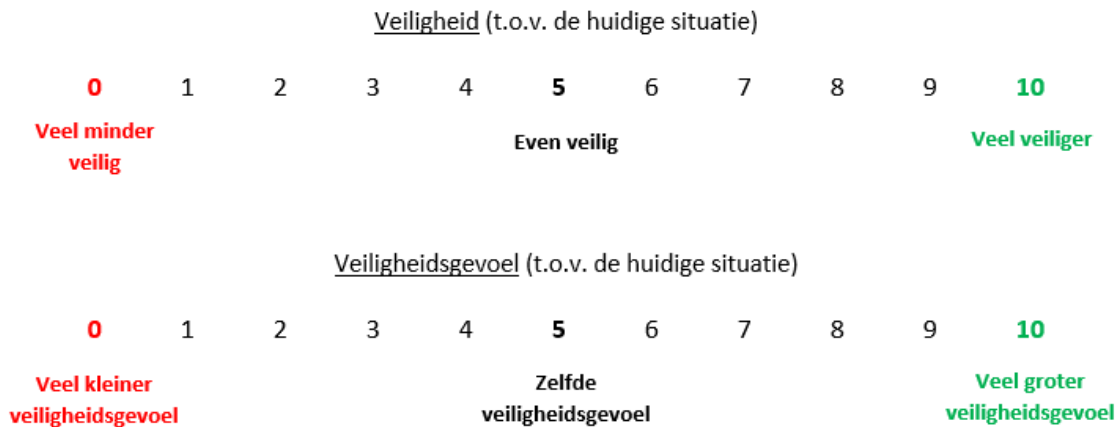 Veiligheid (t.o.v. de huidige situatie)
0 1 2 3 4 5 6 7 8 9 10
Veel minder veilig
Even veilig
Veel veiliger
Veiligheidsgevoel (t.o.v. de huidige situatie)
0 1 2 3 4 5 6 7 8 9 10
Veel kleiner
veiligheidsgevoel
Zelfde
veiligheidsgevoel
Veel groter
veiligheidsgevoel